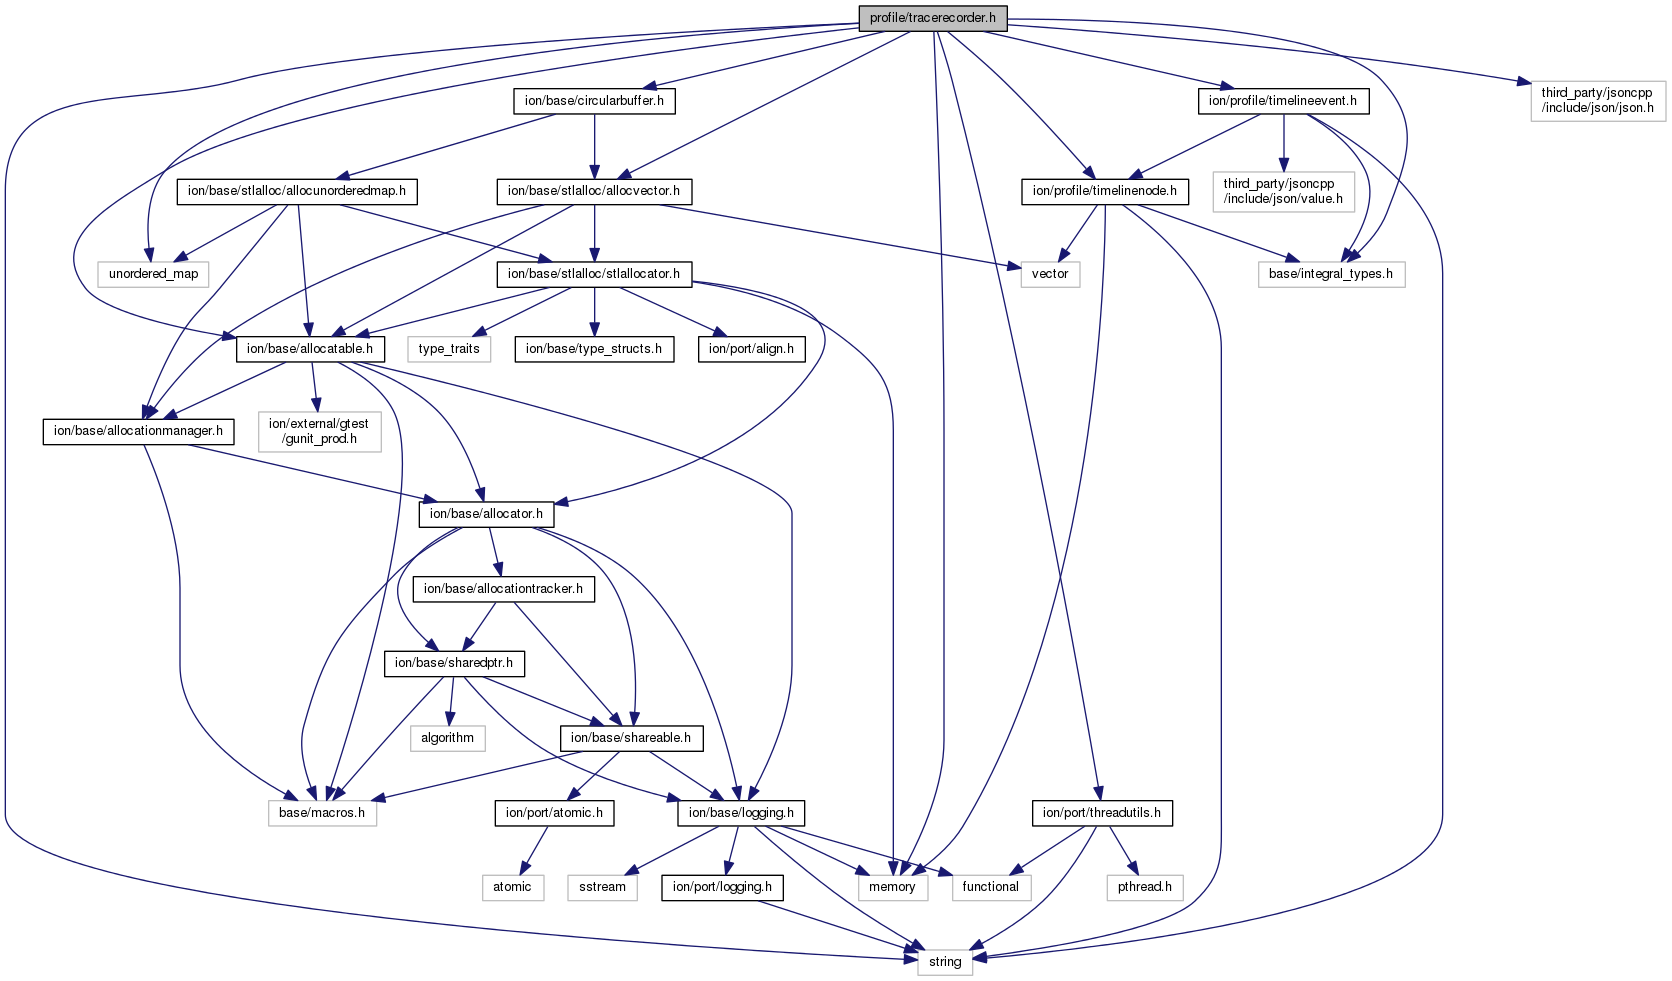 profile/tracerecorder.h
third_party/jsoncpp
/include/json/json.h
ion/base/circularbuffer.h
ion/profile/timelineevent.h
ion/base/stlalloc/allocunorderedmap.h
ion/base/stlalloc/allocvector.h
ion/profile/timelinenode.h
third_party/jsoncpp
/include/json/value.h
unordered_map
ion/base/stlalloc/stlallocator.h
vector
base/integral_types.h
ion/base/allocatable.h
type_traits
ion/base/type_structs.h
ion/port/align.h
ion/base/allocationmanager.h
ion/external/gtest
/gunit_prod.h
ion/base/allocator.h
ion/base/allocationtracker.h
ion/base/sharedptr.h
algorithm
ion/base/shareable.h
base/macros.h
ion/port/atomic.h
ion/base/logging.h
ion/port/threadutils.h
atomic
sstream
ion/port/logging.h
memory
functional
pthread.h
string